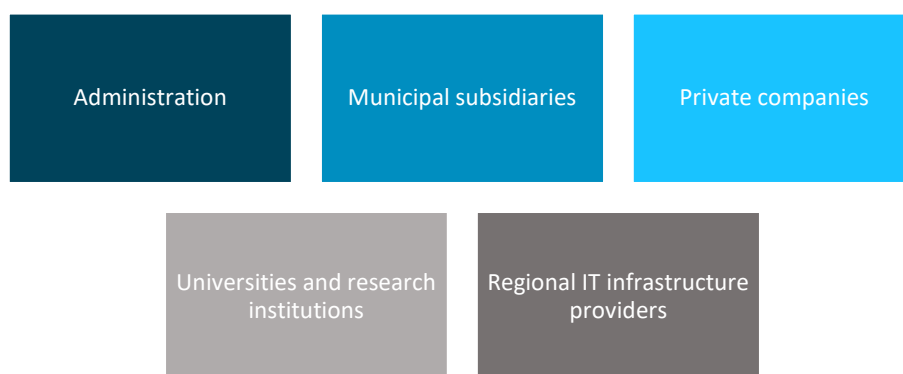 Administration
Municipal subsidiaries
Private companies
Universities and research
institutions
Regional IT infrastructure
providers